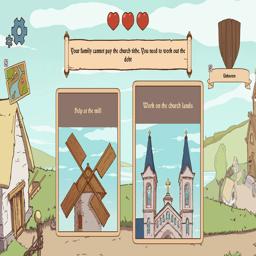 Your family cannot pay the church tithe. You need to work out the
debt
Help at the mill
Work on the church lands
Unknown